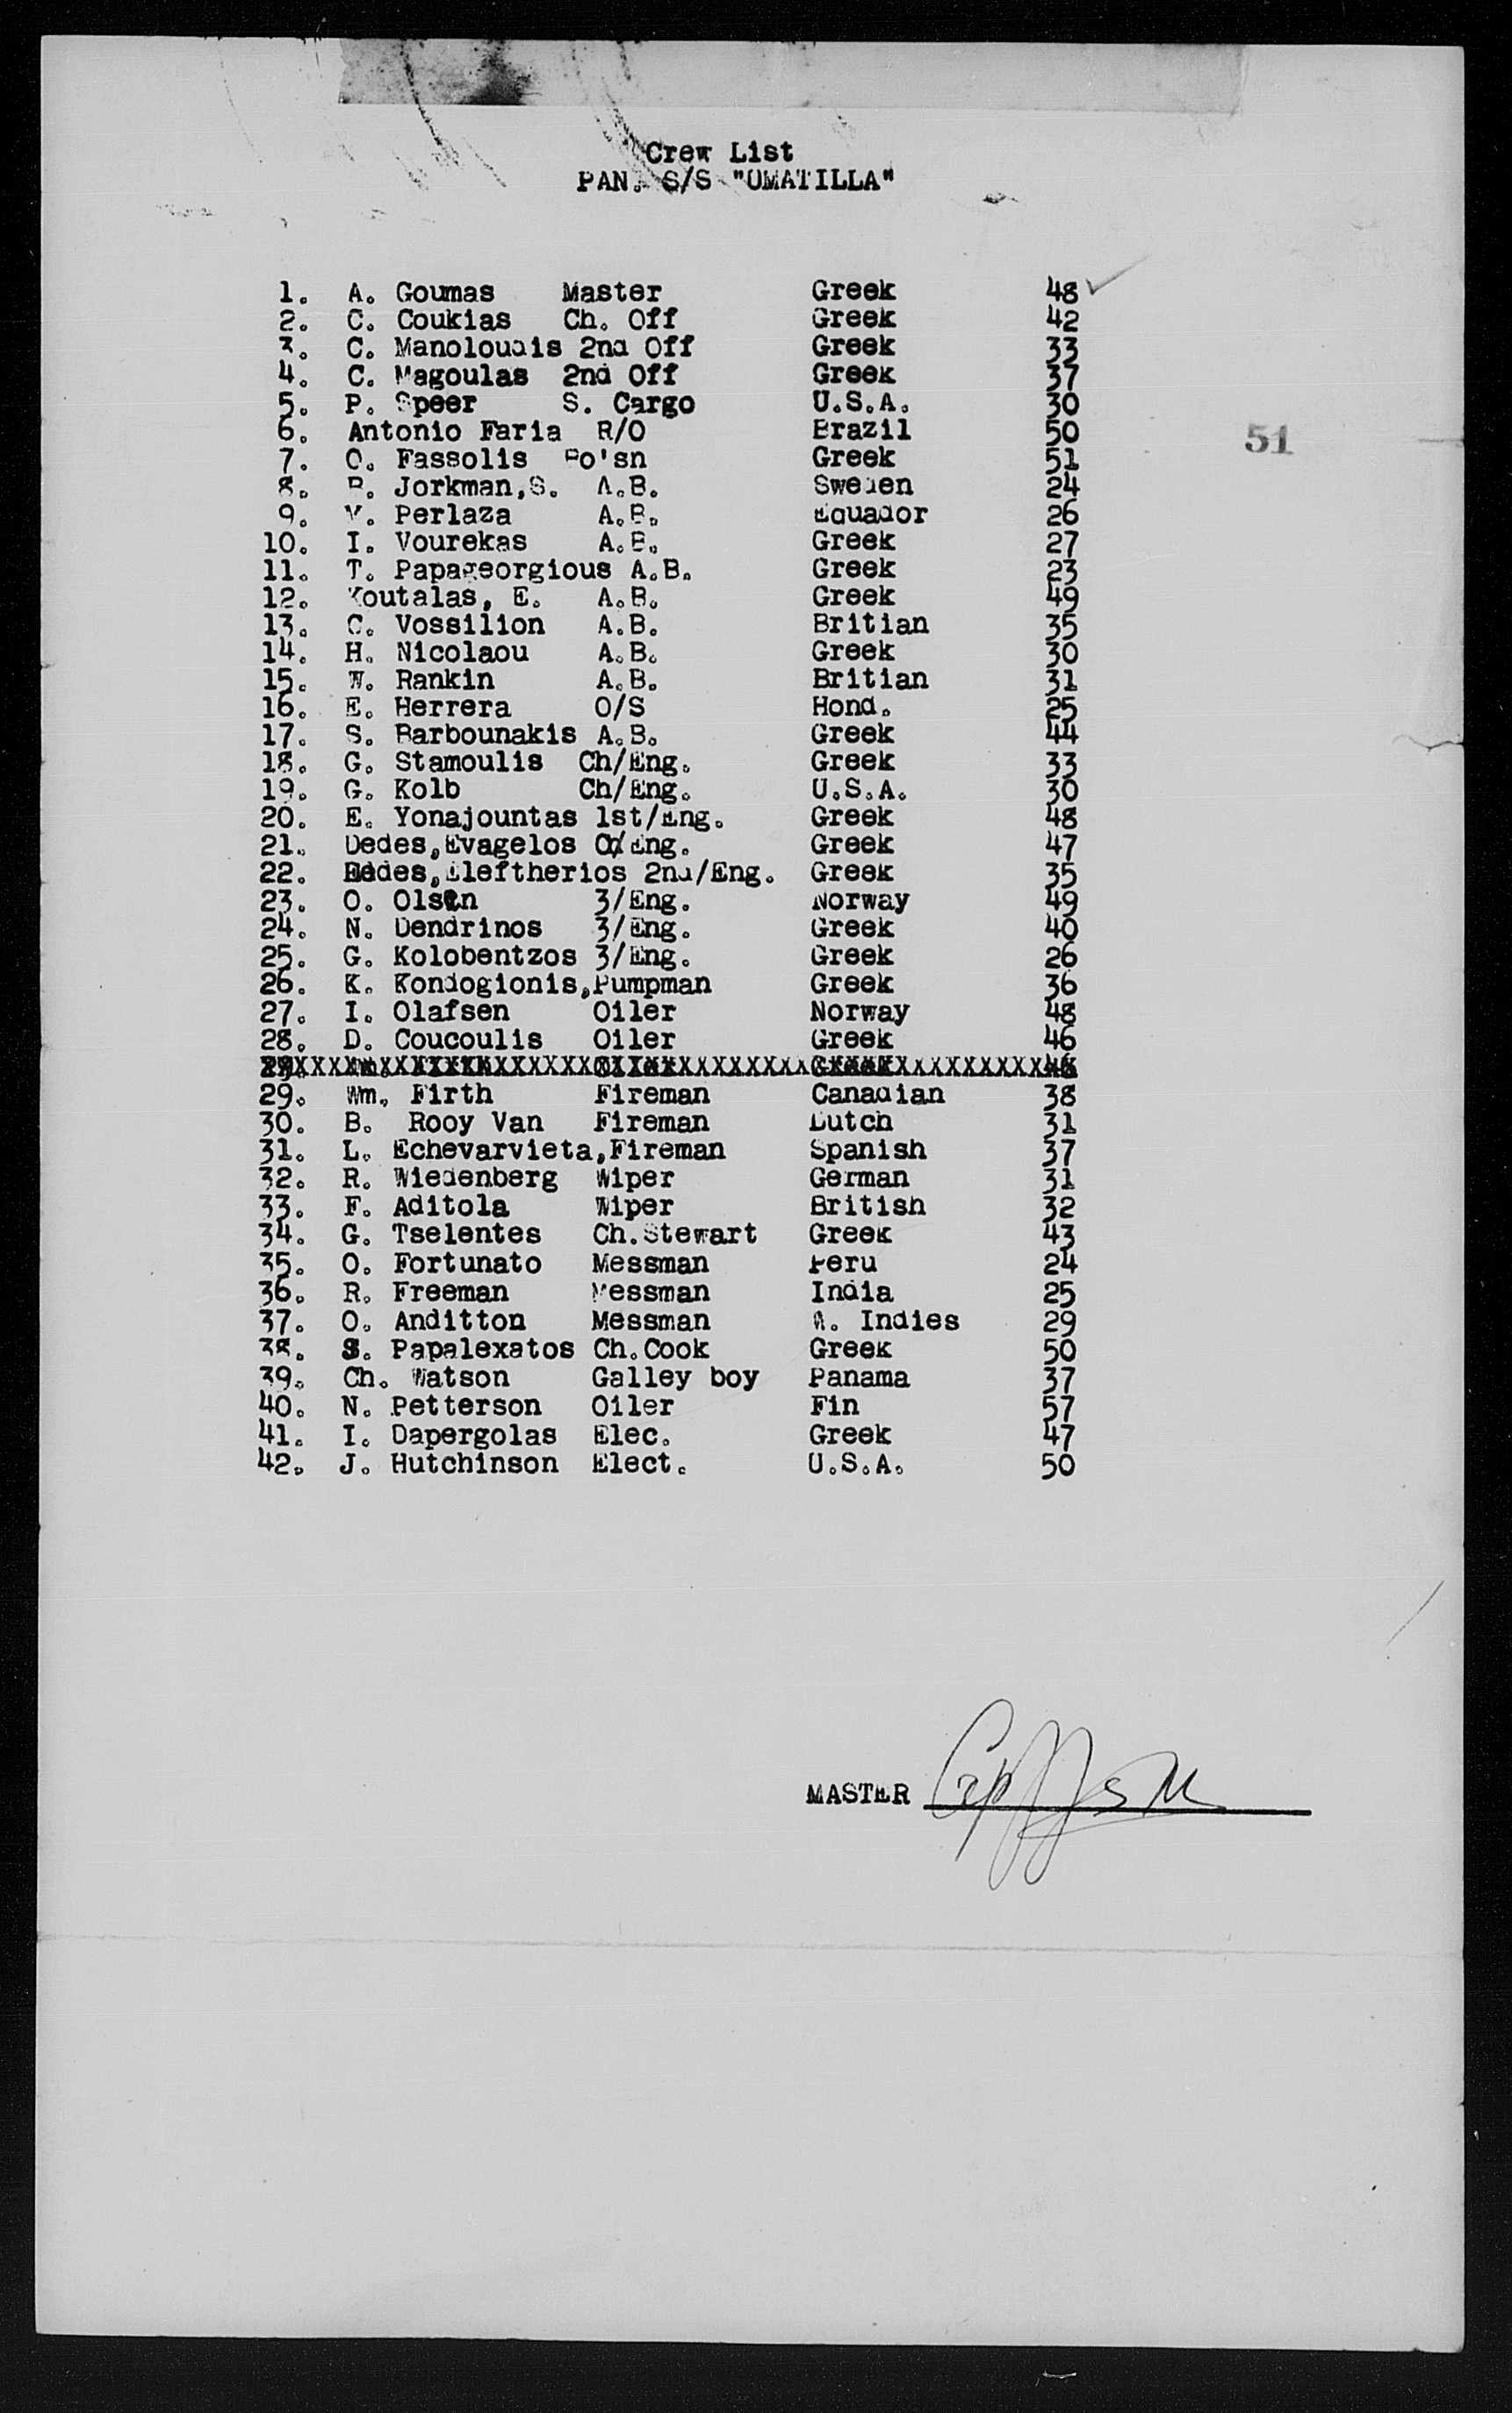 Crew List
PAN. S/S "UMATILLA"
1. A. Goumas Master Greek 48
2. C. Coukias Ch. Off Greek 42
3. C. Manoloudis 2nd Off Greek 33
4. C. Magoulas 2nd Off Greek 37
5. P. Speer S. Cargo U.S.A. 30
6. Antonio Faria R/O Brazil 50
51
7. O. Fassolis Bo'sn Greek 51
8. B. Jorkman,S. A.B. Sweden 24
9. V. Perlaza A.B. Equador 26
10. I. Vourekas A.B. Greek 27
11. T. Papageorgious A.B. Greek 23
12. Koutalas, E. A.B. Greek 49
13. C. Vossilion A.B. Britian 35
14. H. Nicolaou A.B. Greek 30
15. W. Rankin A.B. Britian 31
16. E. Herrera O/S Hond. 25
17. S. Barbounakis A.B. Greek 44
18. G. Stamoulis Ch/Eng. Greek 33
19. G. Kolb Ch/Eng. U.S.A. 30
20. E. Yonajountas 1st/Eng. Greek 48
21. Dedes,Evagelos Eng. Greek 47
22. Dedes,Eleftherios 2nd/Eng. Greek 35
23. O. Olsen 3/Eng. Norway 49
24. N. Dendrinos 3/Eng. Greek 40
25. G. Kolobentzos 3/Eng. Greek 26
26. K. Kondogionis,Pumpman Greek 36
27. I. Olafsen Oiler Norway 48
28. D. Coucoulis Oiler Greek 46
29. Wm. Firth Fireman Canadian 38
30. B. Rooy Van Fireman Dutch 31
31. L. Echevarvieta,Fireman Spanish 37
32. R. Wiedenberg Wiper German 31
33. F. Aditola Wiper British 32
34. G. Tselentes Ch.Stewart Greek 43
35. O. Fortunato Messman Peru 24
36. R. Freeman Messman India 25
37. O. Anditton Messman W. Indies 29
38. S. Papalexatos Ch.Cook Greek 50
39. Ch. Watson Galley boy Panama 37
40. N. Petterson Oiler Fin 57
41. I. Dapergolas Elec. Greek 47
42. J. Hutchinson Elect. U.S.A. 50
MASTER